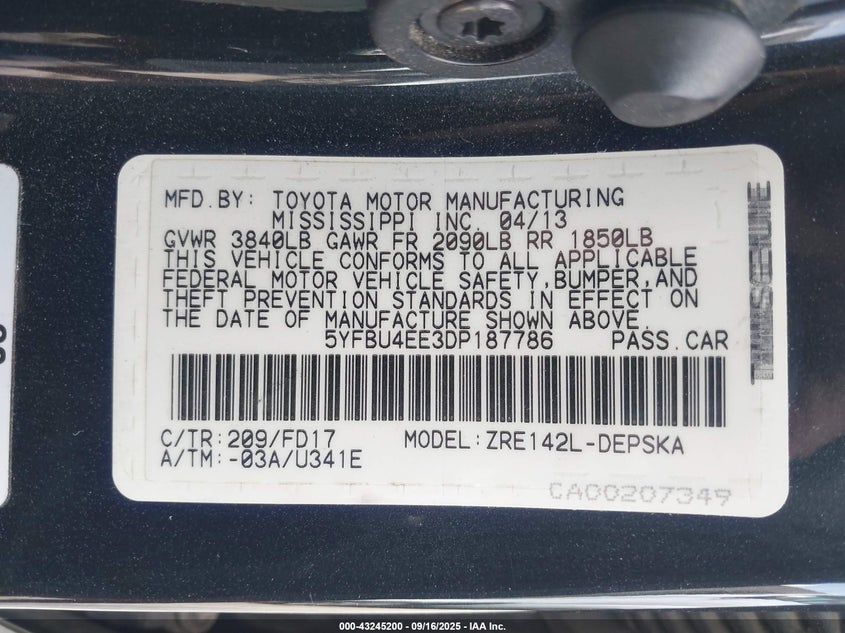 MFD.BY: TOYOTA MOTOR MANUFACTURING
MISSISSIPPI INC. 04/13
GVWR 3840LB GAWR FR 2090LB RR 1850LB
THIS VEHICLE CONFORMS TO ALL APPLICABLE
FEDERAL MOTOR VEHICLE SAFETY,BUMPER,AND
THEFT PREVENTION STANDARDS IN EFFECT ON
THE DATE OF MANUFACTURE SHOWN ABOVE.
5YFBU4EE3DP187786 PASS.CAR
C/TR:209/FD17 MODEL:ZRE142L-DEPSKA
A/TM:-03A/U341E
CA00207349
000-43245200 - 09/16/2025 - IAA Inc.